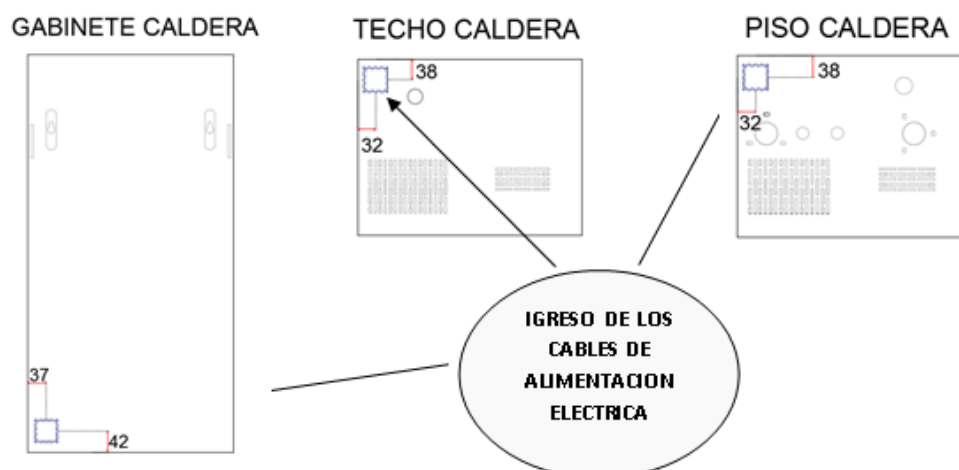 GABINETE CALDERA
TECHO CALDERA
PISO CALDERA
38
32
38
32
37
42
IGRESO DE LOS
CABLES DE
ALIMENTACION
ELECTRICA